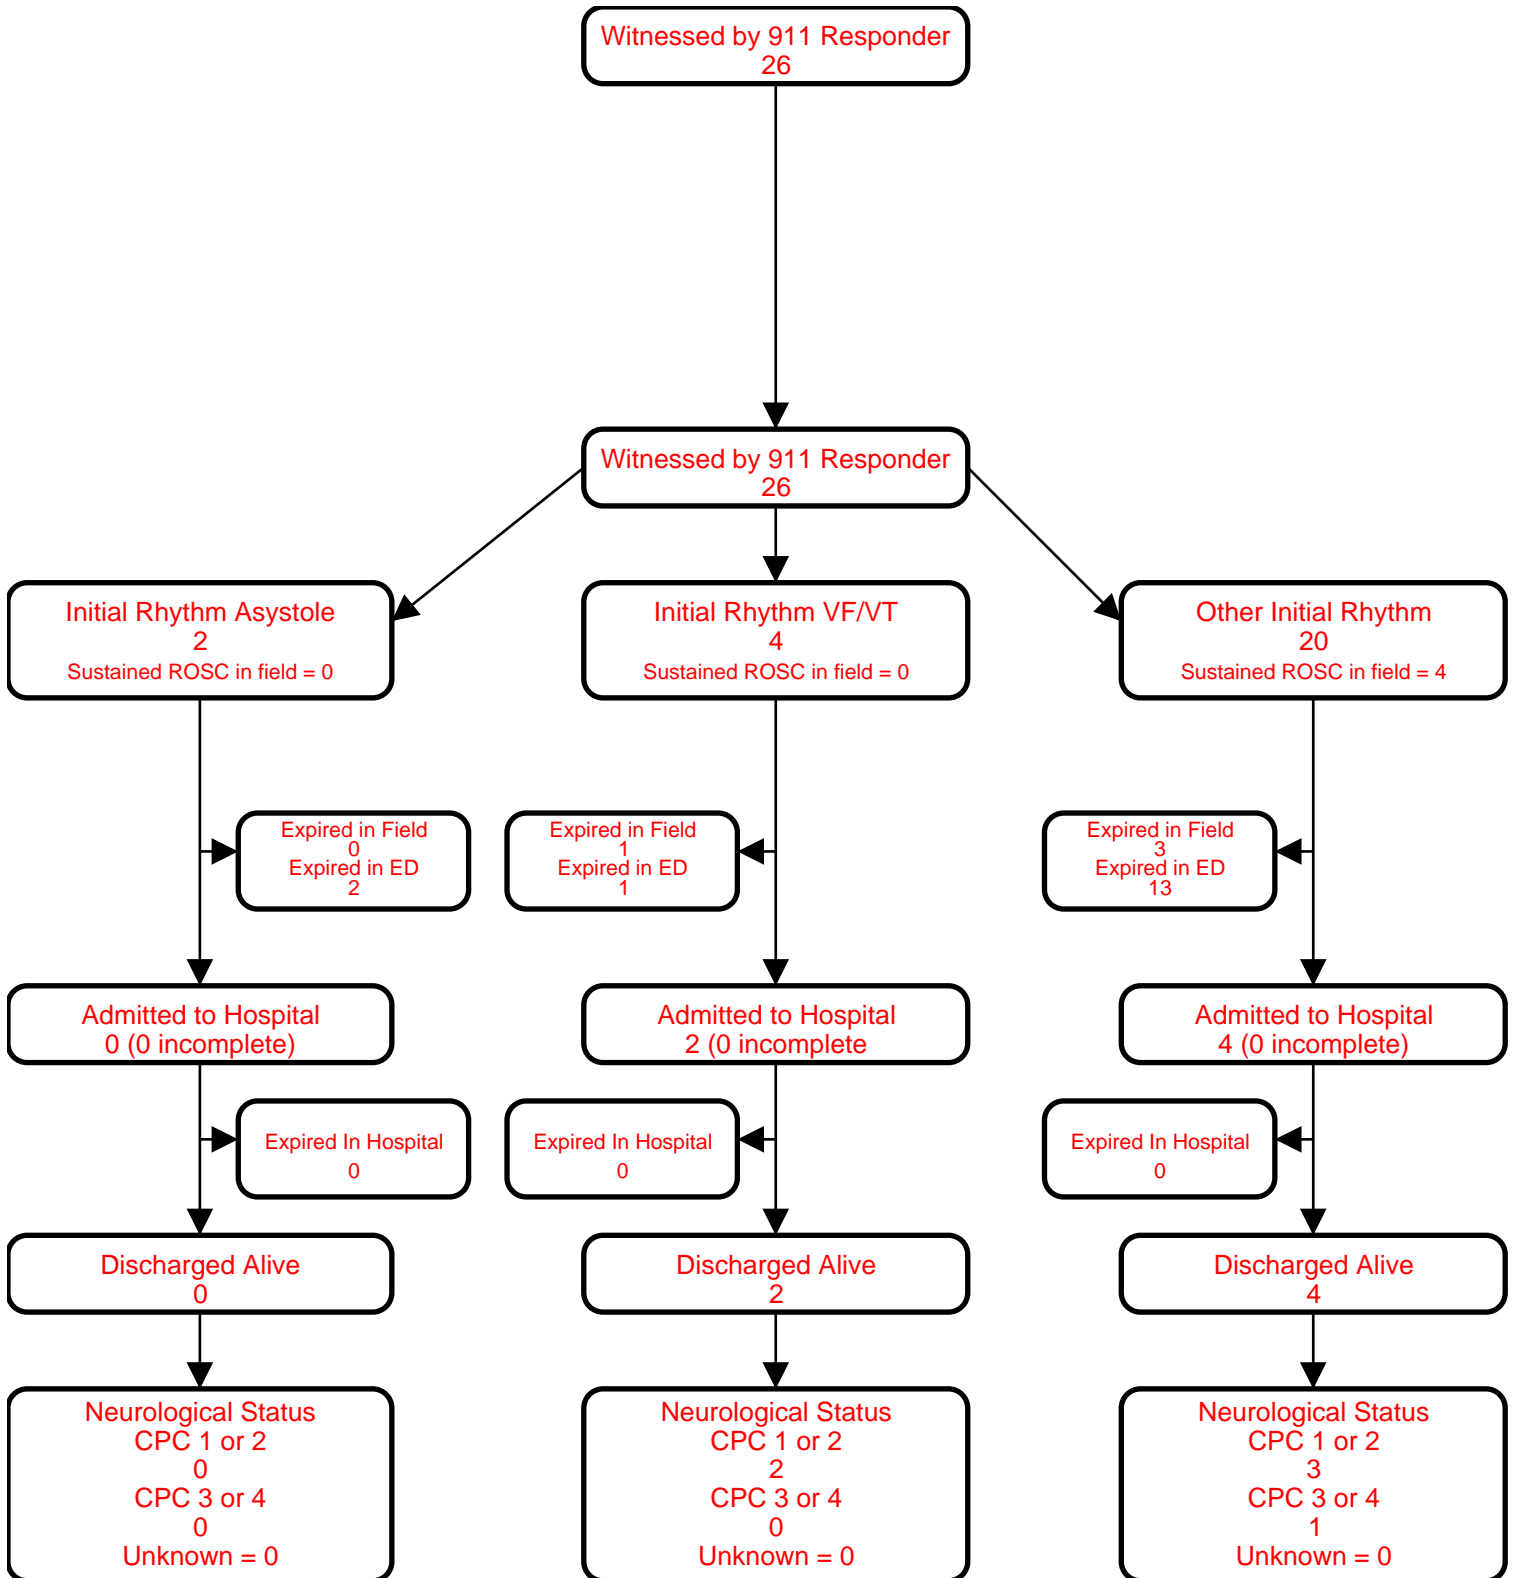 Witnessed by 911 Responder
26
Witnessed by 911 Responder
26
Initial Rhythm Asystole
2
Sustained ROSC in field = 0
Initial Rhythm VF/VT
4
Sustained ROSC in field = 0
Other Initial Rhythm
20
Sustained ROSC in field = 4
Expired in Field
0
Expired in ED
2
Expired in Field
1
Expired in ED
1
Expired in Field
3
Expired in ED
13
Admitted to Hospital
0 (0 incomplete)
Admitted to Hospital
2 (0 incomplete
Admitted to Hospital
4 (0 incomplete)
Expired In Hospital
0
Expired In Hospital
0
Expired In Hospital
0
Discharged Alive
0
Discharged Alive
2
Discharged Alive
4
Neurological Status
CPC 1 or 2
0
CPC 3 or 4
0
Unknown = 0
Neurological Status
CPC 1 or 2
2
CPC 3 or 4
0
Unknown = 0
Neurological Status
CPC 1 or 2
3
CPC 3 or 4
1
Unknown = 0